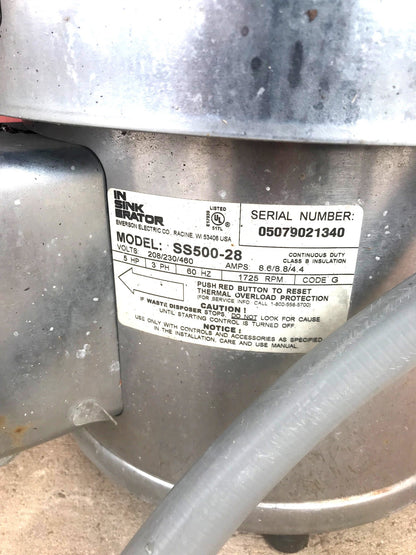 IN
SINK
ERATOR
LISTED
UL
517L
EMERSON ELECTRIC CO., RACINE, WI 53406 USA
SERIAL NUMBER:
05079021340
MODEL: SS500-28
VOLTS: 208/230/460
AMPS: 8.6/8.8/4.4
CONTINUOUS DUTY
CLASS B INSULATION
5 HP 3 PH 60 HZ 1725 RPM CODE G
PUSH RED BUTTON TO RESET
THERMAL OVERLOAD PROTECTION
(FOR SERVICE INFO. CALL 1-800-558-5700)
CAUTION!
IF WASTE DISPOSER STOPS, DO NOT LOOK FOR CAUSE
UNTIL STARTING CONTROL IS TURNED OFF.
NOTICE!
USE ONLY WITH CONTROLS AND ACCESSORIES AS SPECIFIED
IN THE INSTALLATION, CARE AND USE MANUAL.